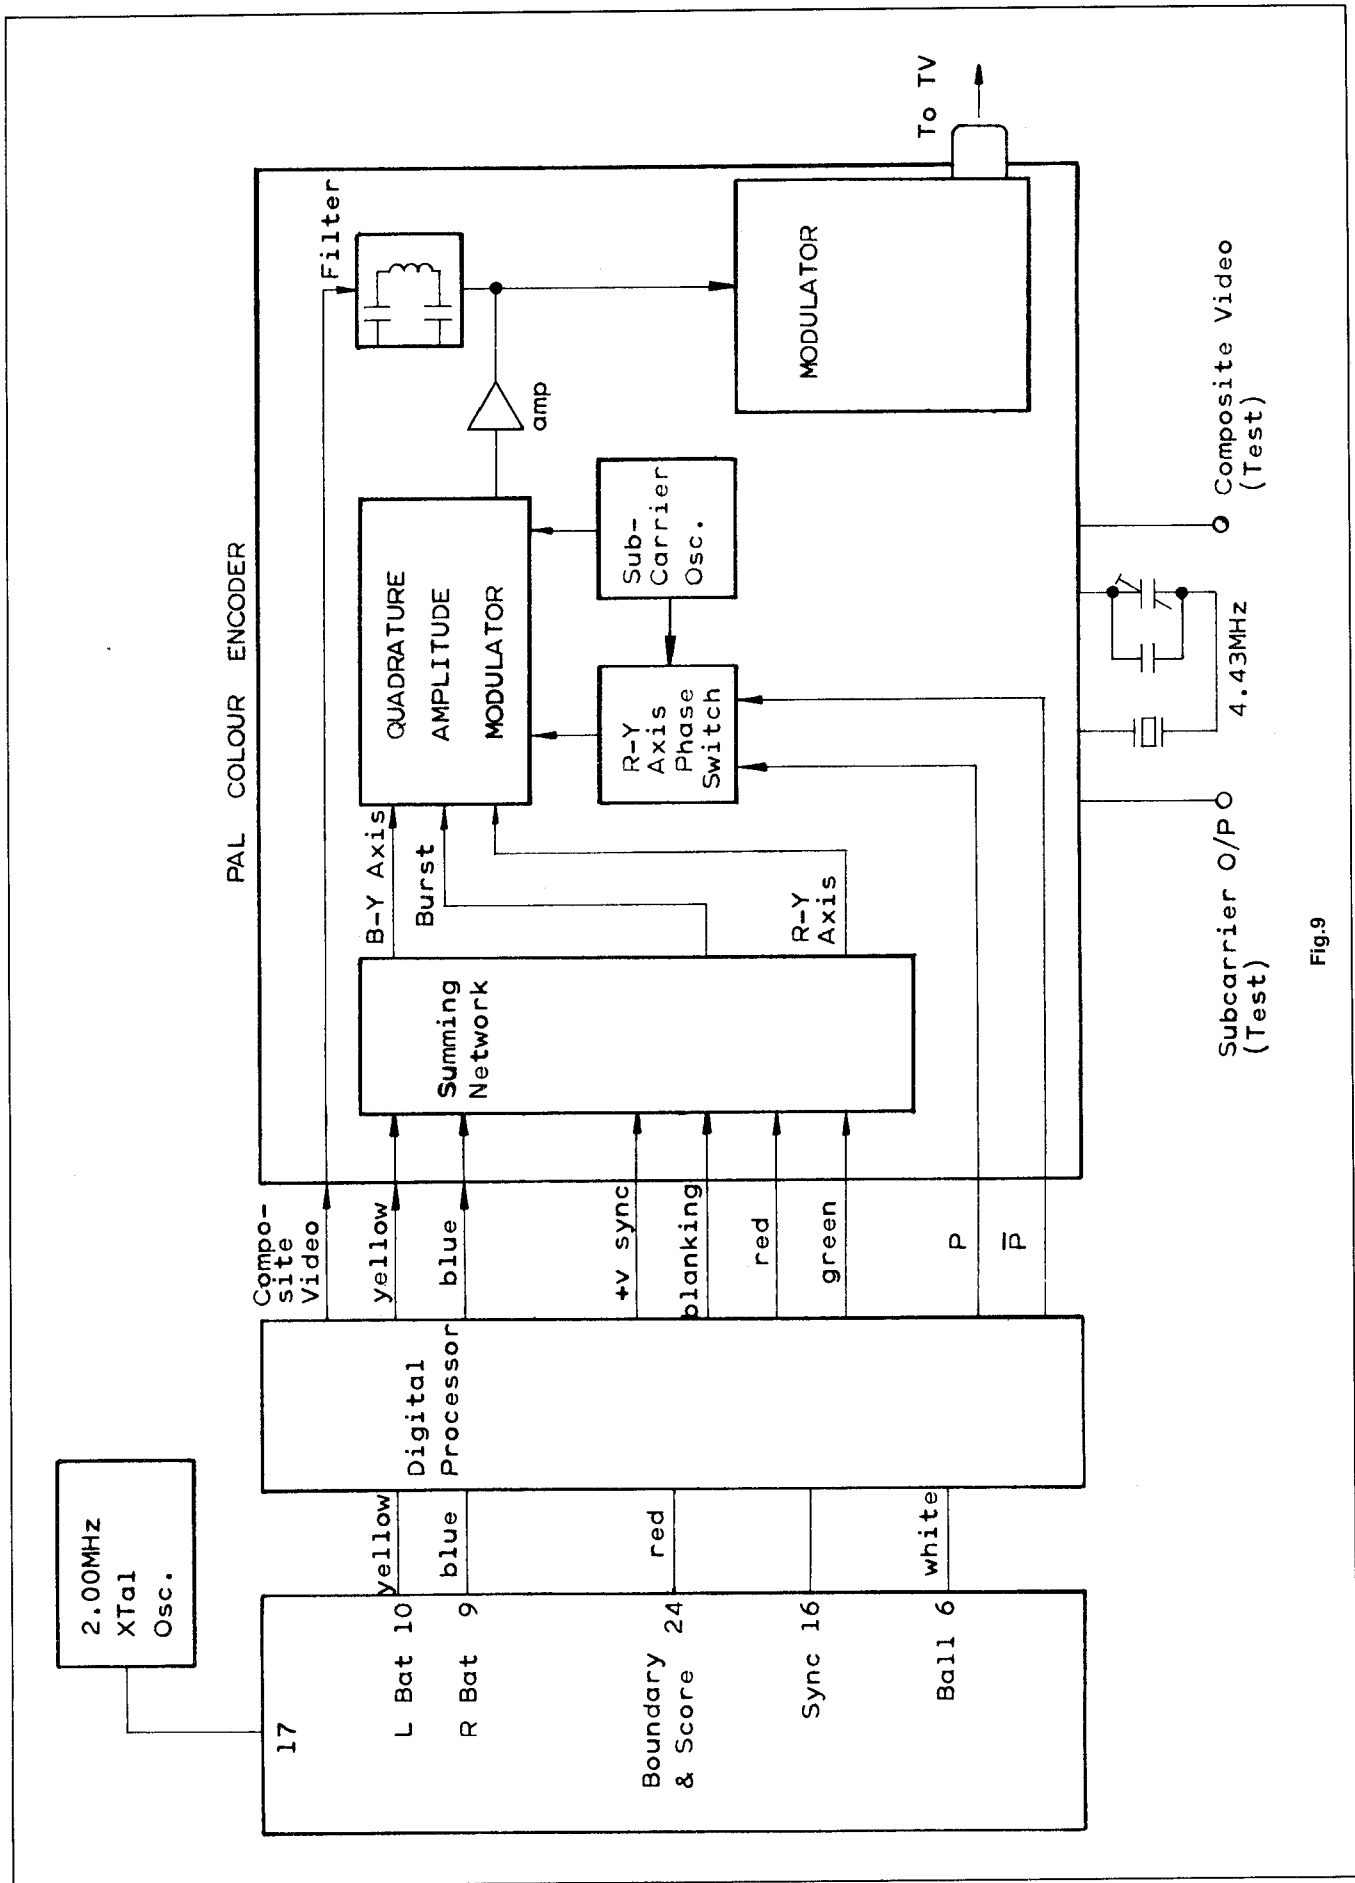 PAL COLOUR ENCODER
2.00MHz
XTal
Osc.
17
L Bat 10
R Bat 9
Boundary
& Score 24
Sync 16
Ball 6
yellow
blue
red
white
Digital
Processor
Compo-
site
Video
yellow
blue
+v sync
blanking
red
green
P
P̅
Summing
Network
B-Y Axis
Burst
R-Y
Axis
QUADRATURE
AMPLITUDE
MODULATOR
R-Y
Axis
Phase
Switch
Sub-
Carrier
Osc.
amp
Filter
MODULATOR
To TV
Subcarrier O/P
(Test)
4.43MHz
Composite Video
(Test)
Fig.9